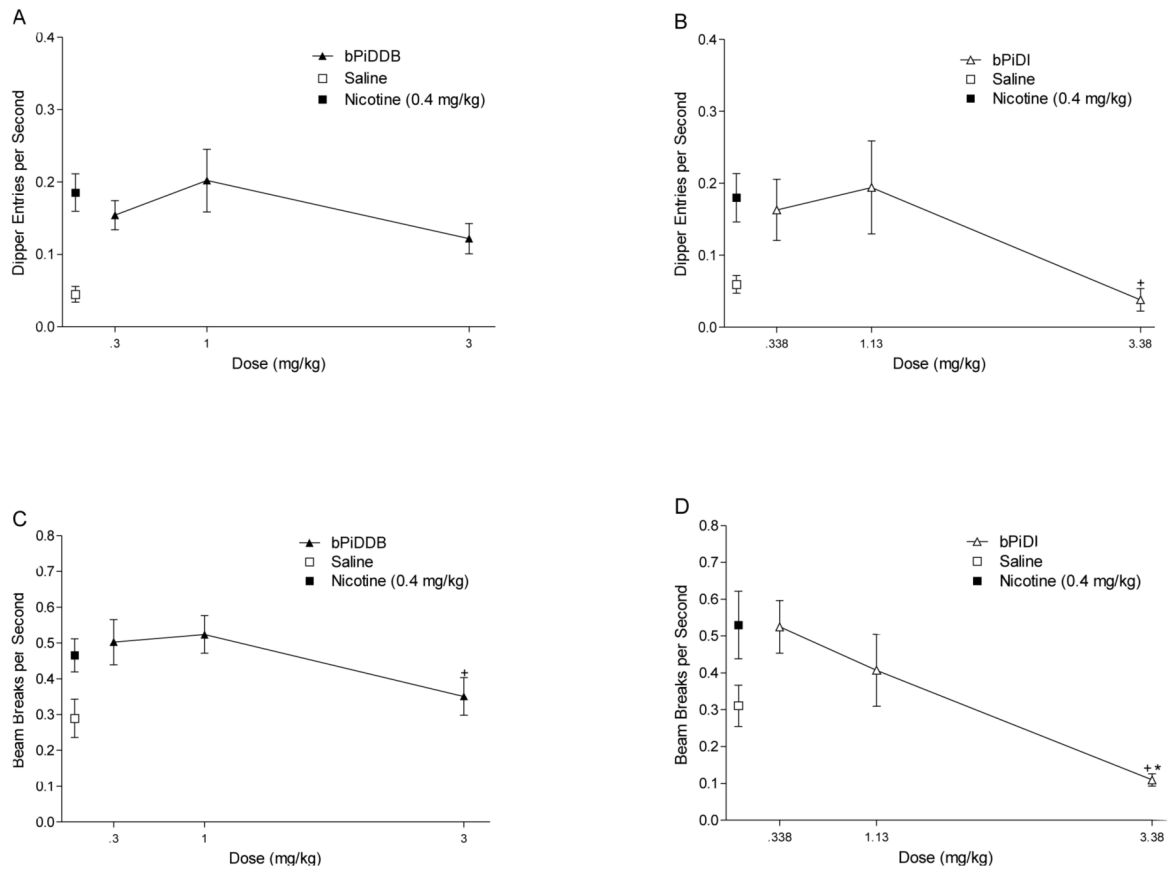 A
0.4
0.3
0.2
0.1
0.0
Dipper Entries per Second
bPiDDB
Saline
Nicotine (0.4 mg/kg)
.3
1
3
Dose (mg/kg)
B
0.4
0.3
0.2
0.1
0.0
Dipper Entries per Second
bPiDI
Saline
Nicotine (0.4 mg/kg)
+
.338
1.13
3.38
Dose (mg/kg)
C
0.8
0.7
0.6
0.5
0.4
0.3
0.2
0.1
0.0
Beam Breaks per Second
bPiDDB
Saline
Nicotine (0.4 mg/kg)
+
.3
1
3
Dose (mg/kg)
D
0.8
0.7
0.6
0.5
0.4
0.3
0.2
0.1
0.0
Beam Breaks per Second
bPiDI
Saline
Nicotine (0.4 mg/kg)
+ *
.338
1.13
3.38
Dose (mg/kg)